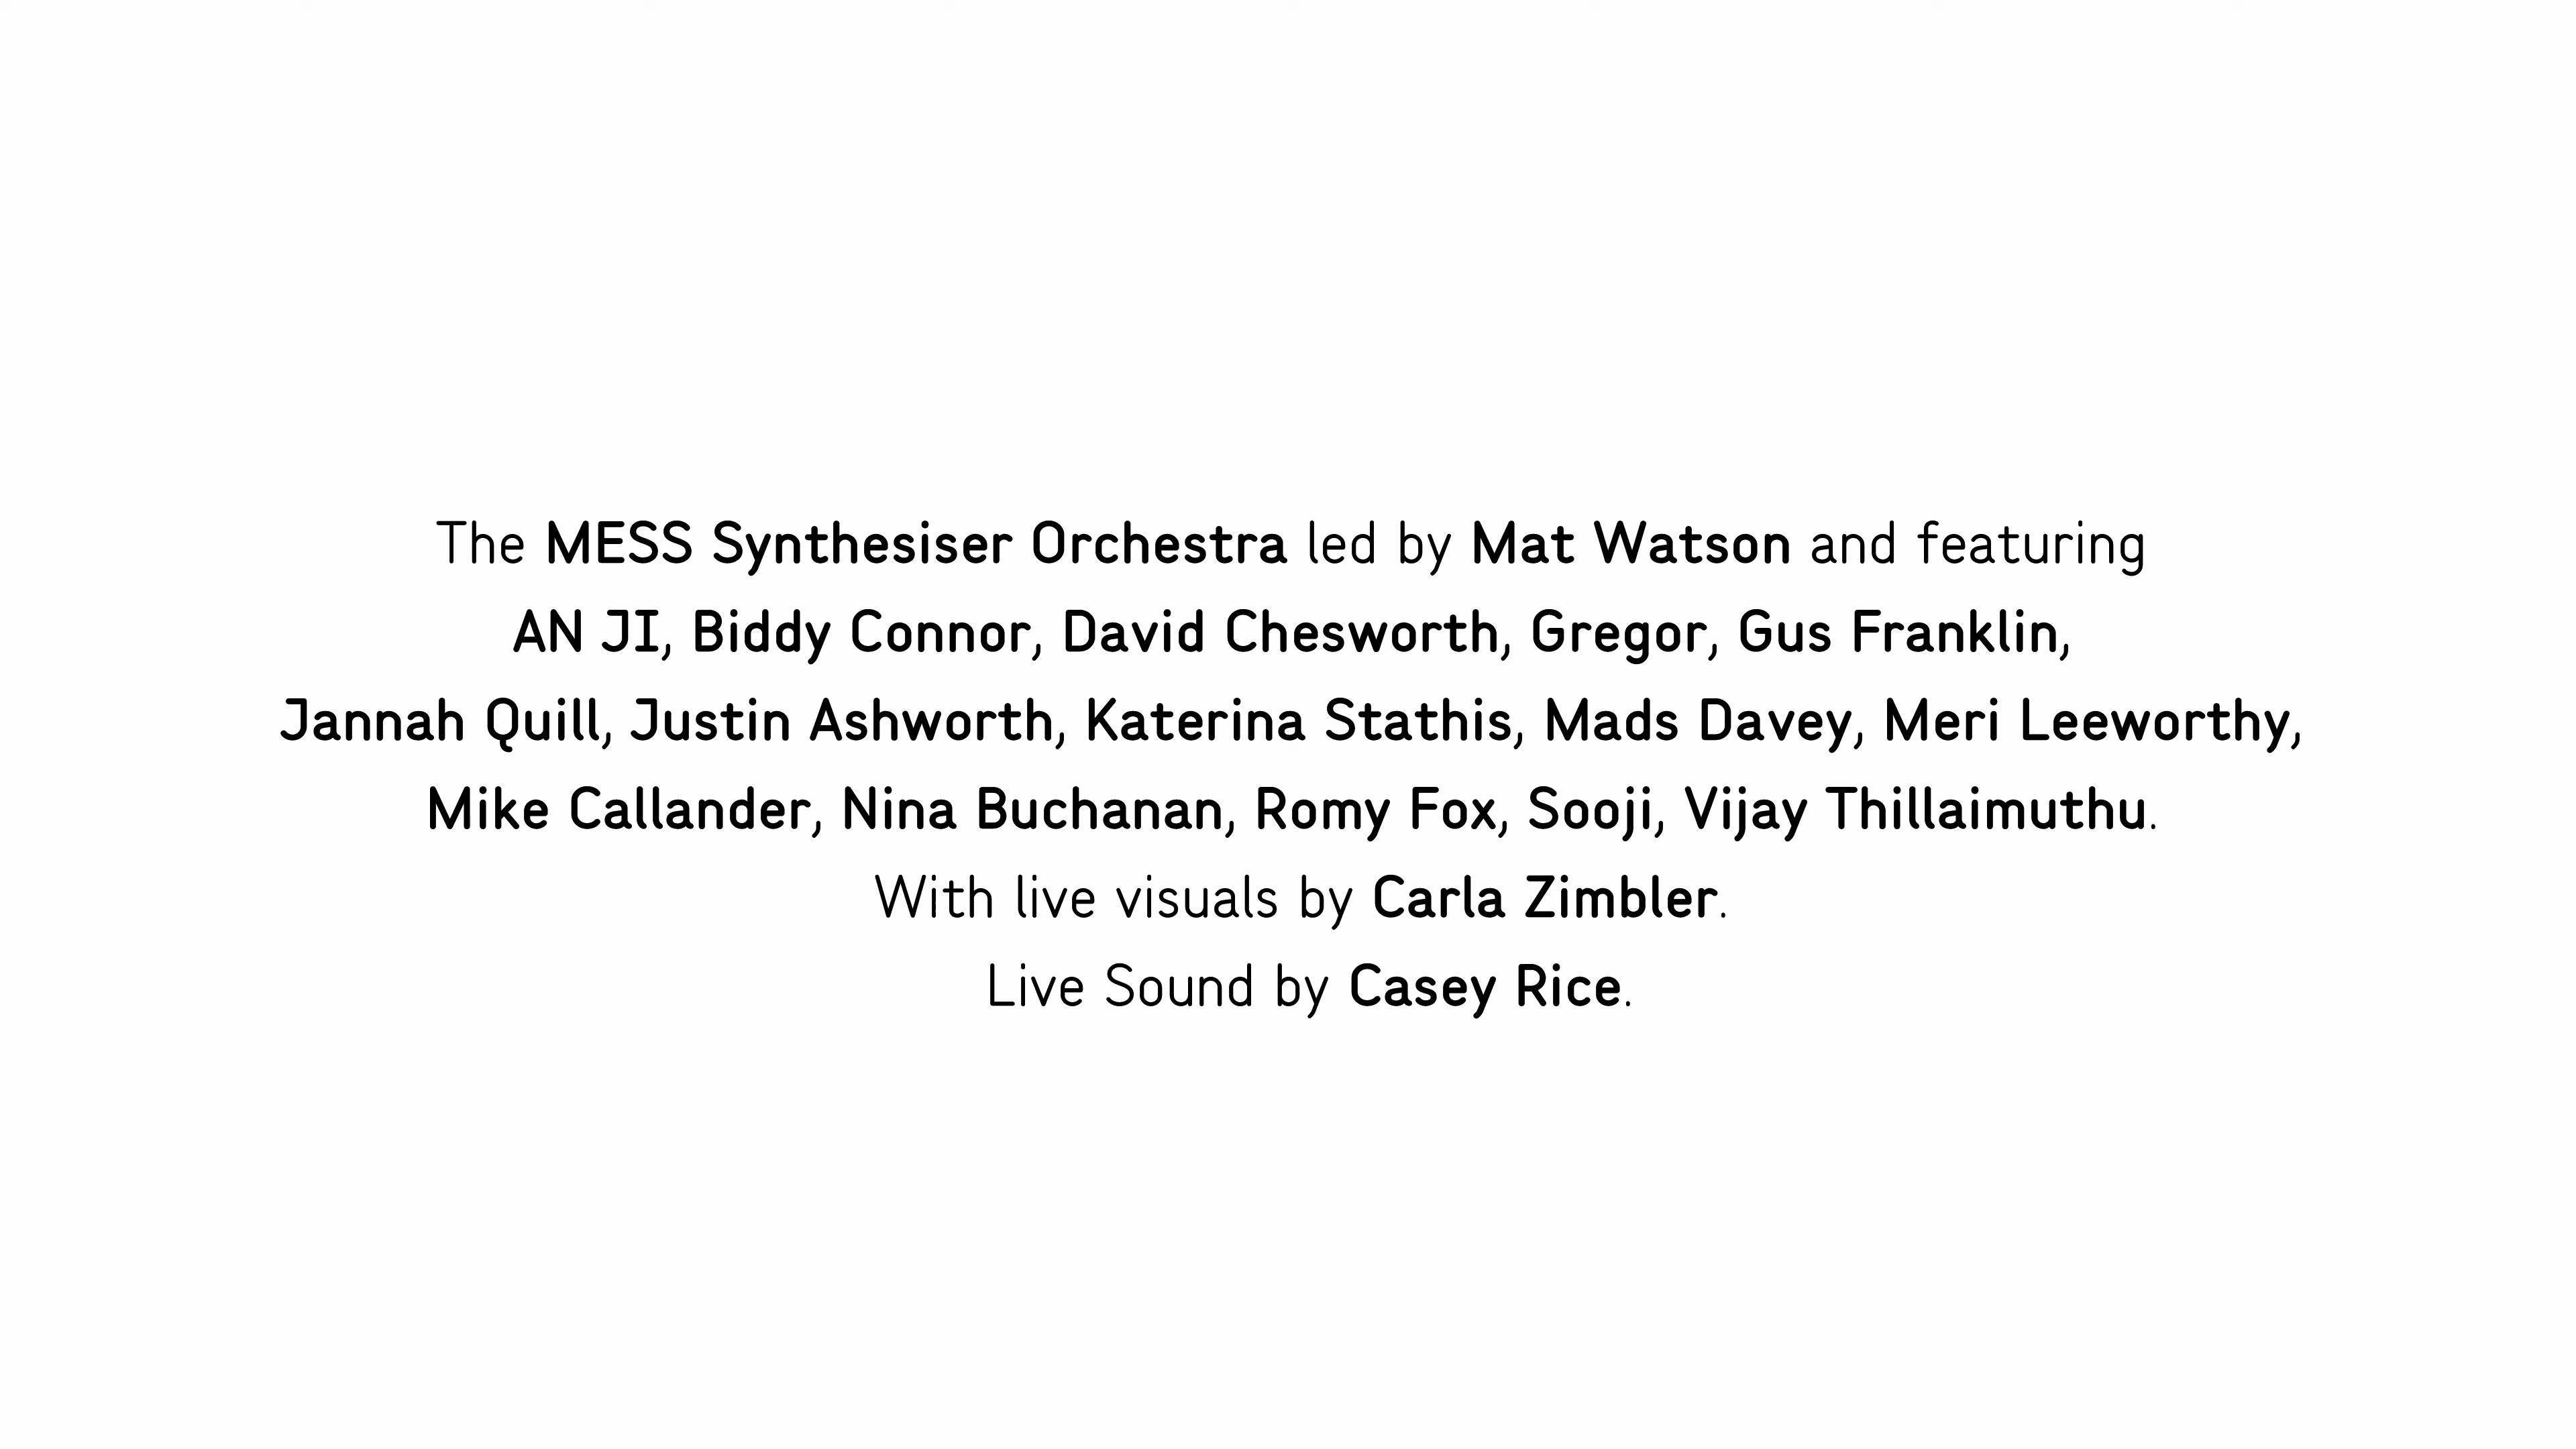 The MESS Synthesiser Orchestra led by Mat Watson and featuring
AN JI, Biddy Connor, David Chesworth, Gregor, Gus Franklin,
Jannah Quill, Justin Ashworth, Katerina Stathis, Mads Davey, Meri Leeworthy,
Mike Callander, Nina Buchanan, Romy Fox, Sooji, Vijay Thillaimuthu.
With live visuals by Carla Zimbler.
Live Sound by Casey Rice.